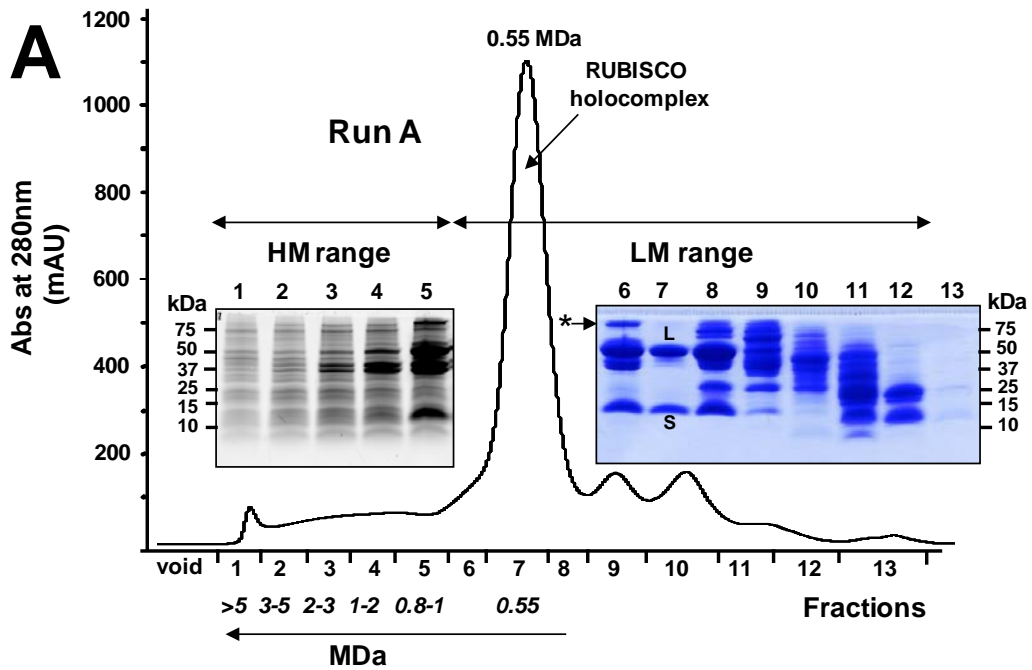 A
1200
1000
800
600
400
200
Abs at 280nm
(mAU)
0.55 MDa
RUBISCO
holocomplex
Run A
HM range
LM range
kDa
1 2 3 4 5
75
50
37
25
15
10
*
6 7 8 9 10 11 12 13
kDa
L
S
75
50
37
25
15
10
void 1 2 3 4 5 6 7 8 9 10 11 12 13
>5 3-5 2-3 1-2 0.8-1 0.55
Fractions
MDa